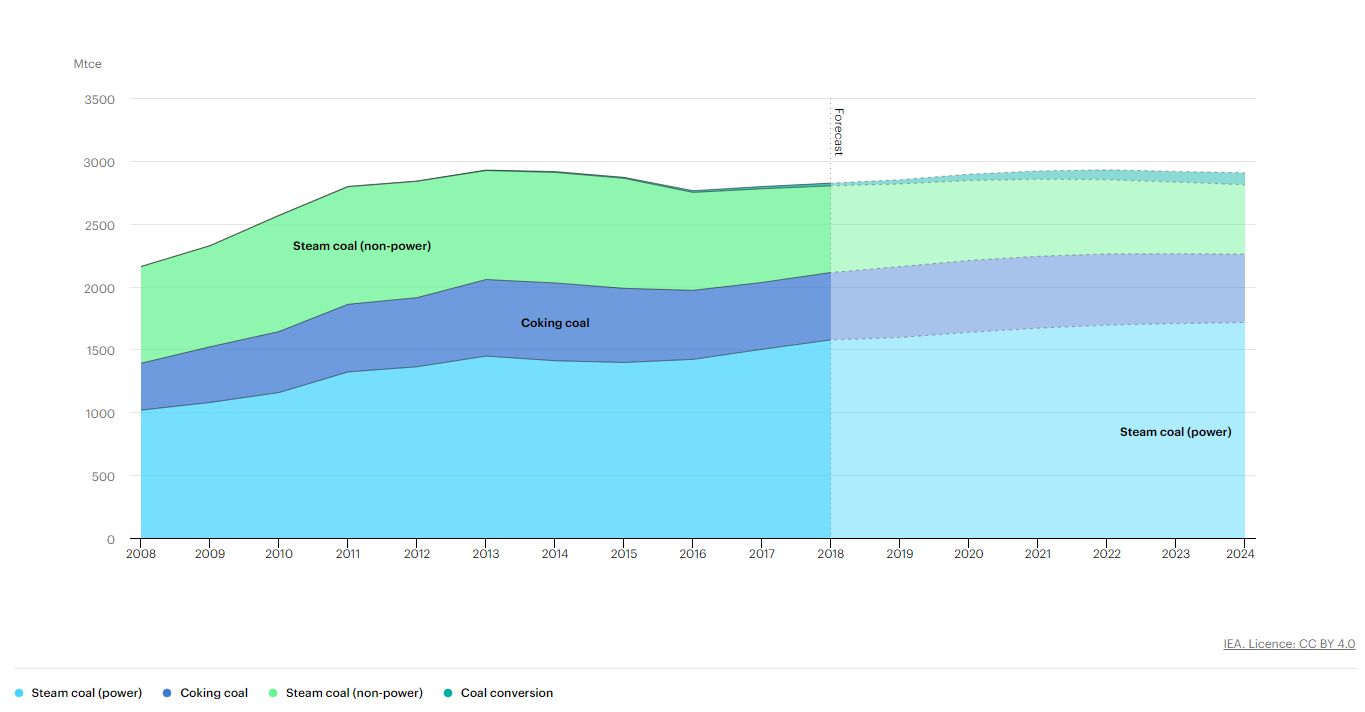 Mtce
3500
Forecast
3000
2500
Steam coal (non-power)
2000
Coking coal
1500
1000
Steam coal (power)
500
0
2008 2009 2010 2011 2012 2013 2014 2015 2016 2017 2018 2019 2020 2021 2022 2023 2024
IEA. Licence: CC BY 4.0
Steam coal (power) Coking coal Steam coal (non-power) Coal conversion